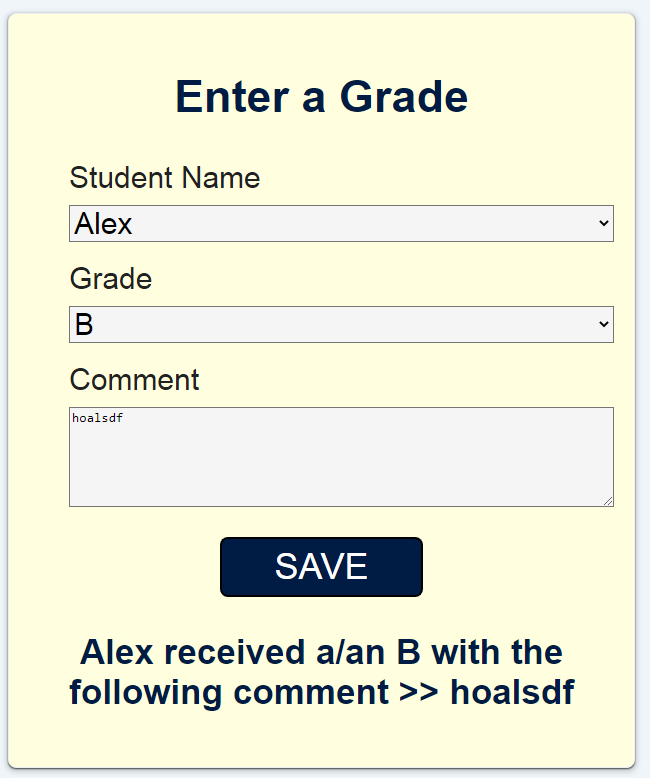 Enter a Grade
Student Name
Alex
Grade
B
Comment
hoalsdf
SAVE
Alex received a/an B with the
following comment >> hoalsdf